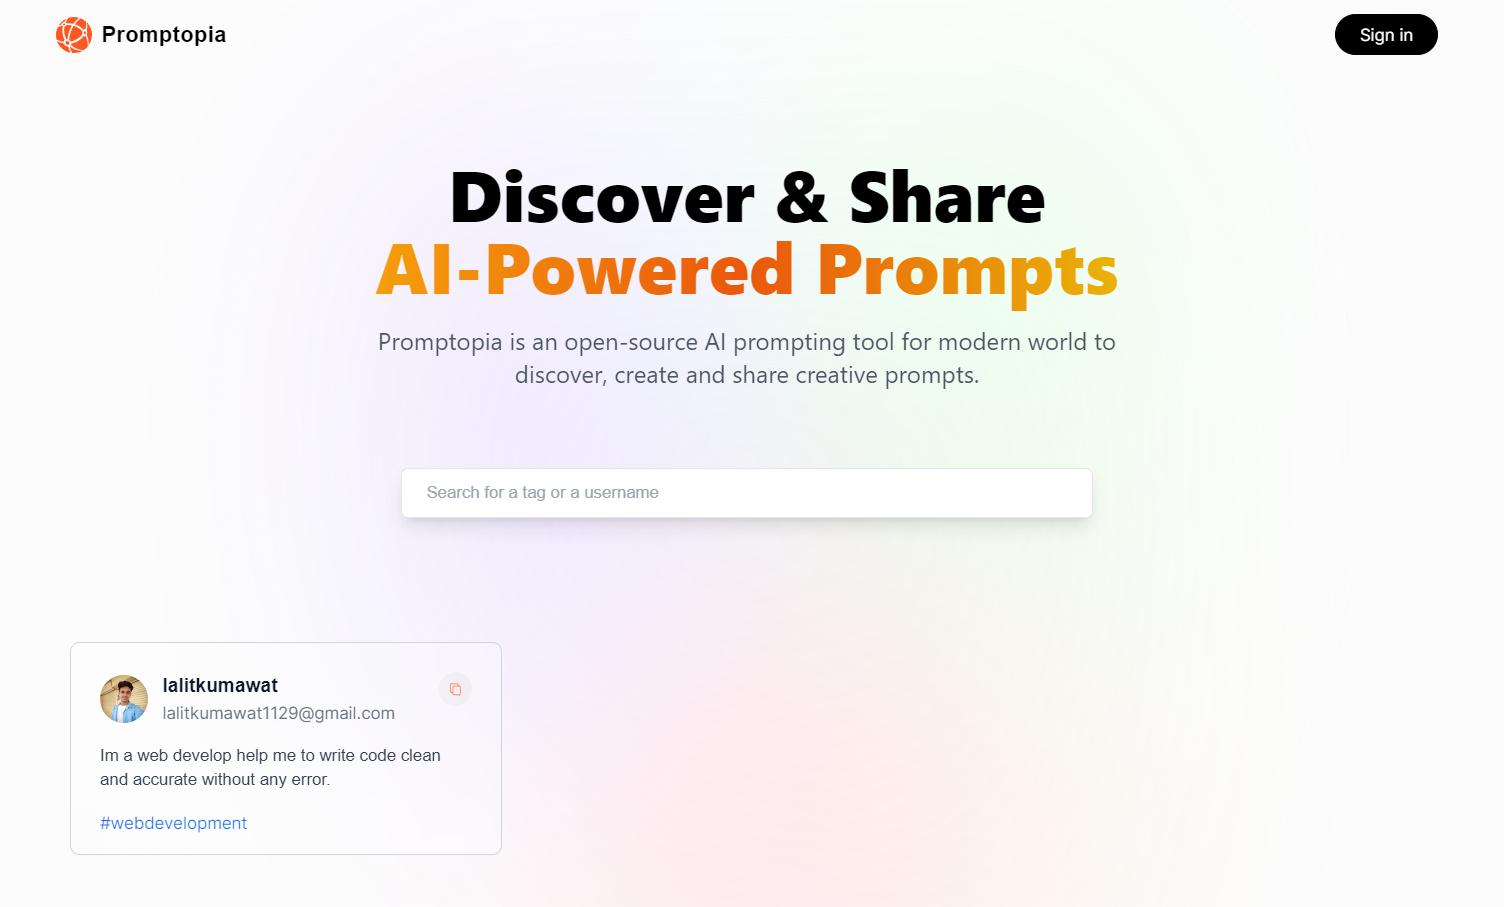 Promptopia
Sign in
Discover & Share
AI-Powered Prompts
Promptopia is an open-source AI prompting tool for modern world to
discover, create and share creative prompts.
Search for a tag or a username
lalitkumawat
lalitkumawat1129@gmail.com
Im a web develop help me to write code clean
and accurate without any error.
#webdevelopment